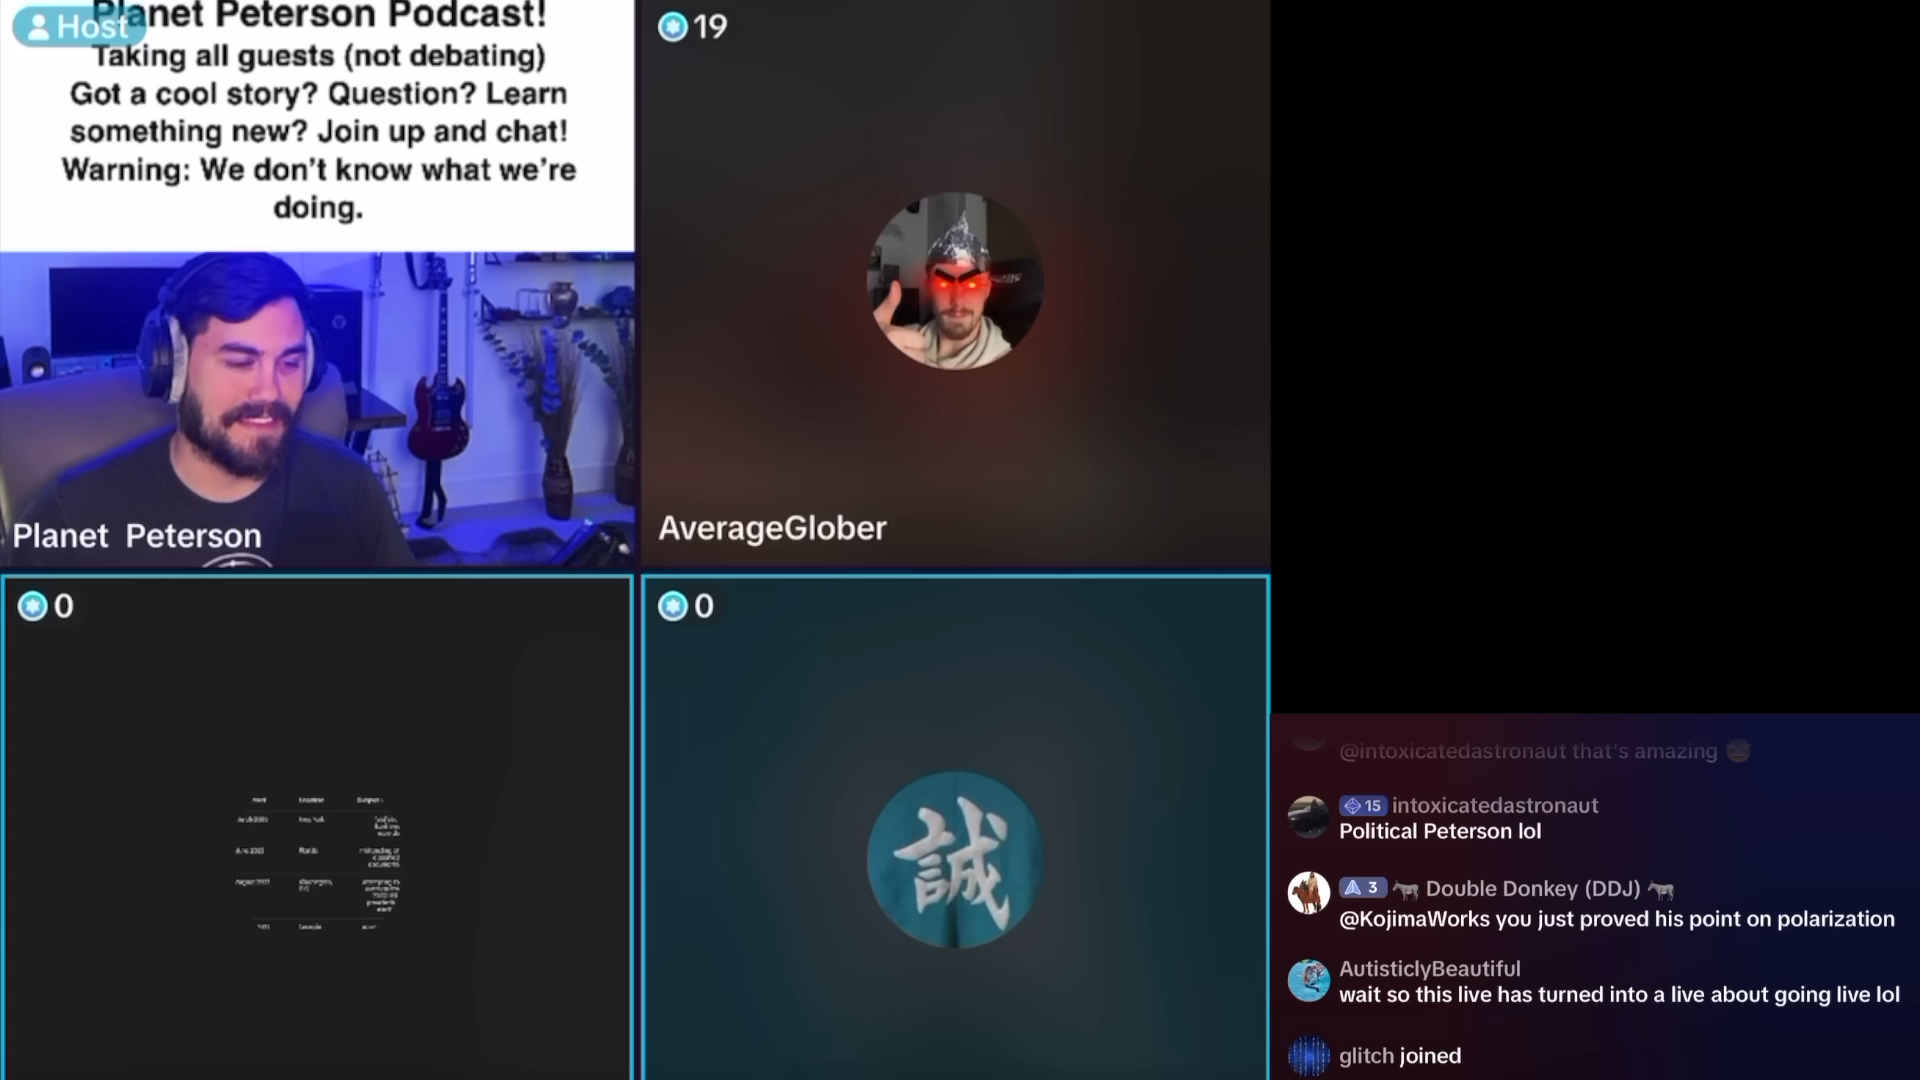 Planet Peterson Podcast!
Host
Taking all guests (not debating)
Got a cool story? Question? Learn
something new? Join up and chat!
Warning: We don't know what we're
doing.
Planet Peterson
19
AverageGlober
0
0
誠
@intoxicatedastronaut that's amazing
15 intoxicatedastronaut
Political Peterson lol
3 Double Donkey (DDJ)
@KojimaWorks you just proved his point on polarization
AutisticlyBeautiful
wait so this live has turned into a live about going live lol
glitch joined